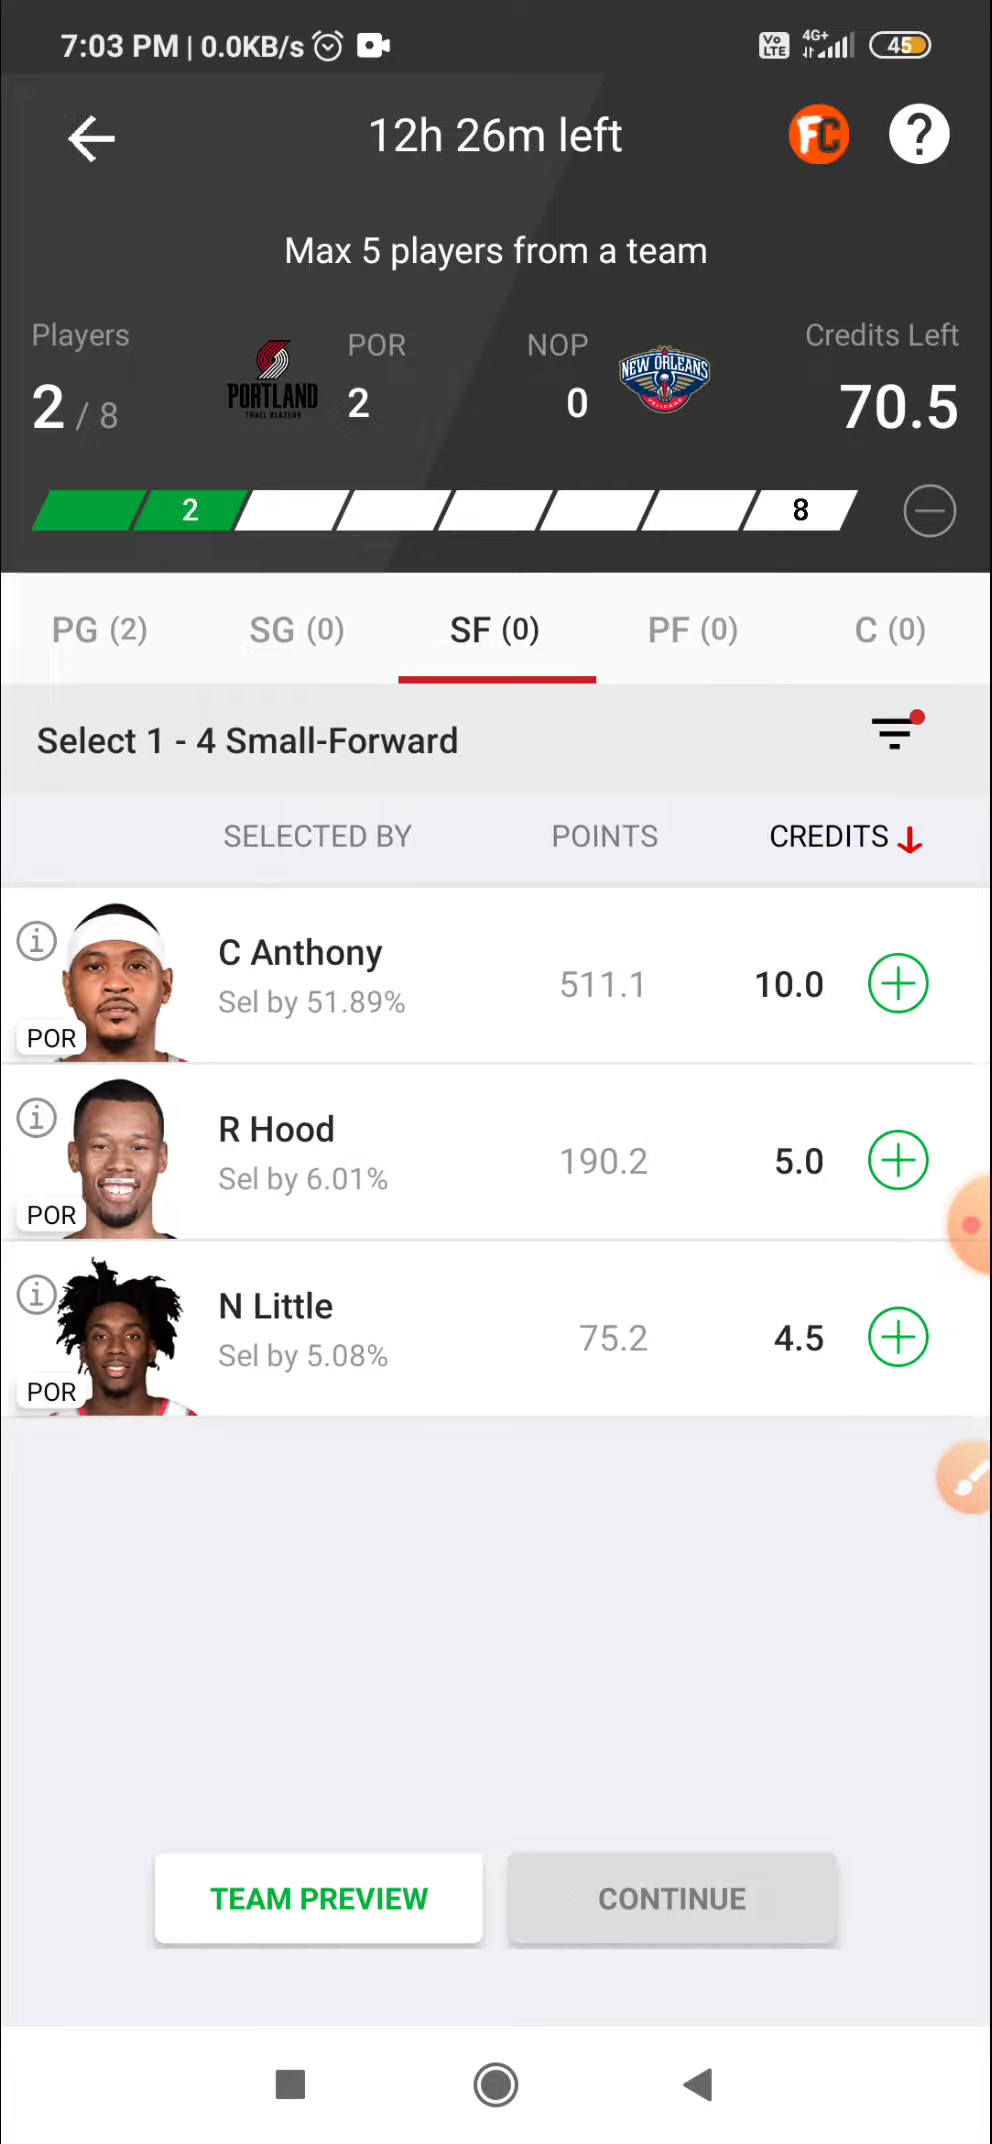 7:03 PM | 0.0KB/s
Vo LTE 4G+ 45
12h 26m left
FC ?
Max 5 players from a team
Players
POR
NOP
Credits Left
2 / 8
PORTLAND
TRAIL BLAZERS
2
0
NEW ORLEANS
PELICANS
70.5
2
8
PG (2) SG (0) SF (0) PF (0) C (0)
Select 1 - 4 Small-Forward
SELECTED BY POINTS CREDITS
C Anthony
Sel by 51.89%
511.1 10.0
POR
R Hood
Sel by 6.01%
190.2 5.0
POR
N Little
Sel by 5.08%
75.2 4.5
POR
TEAM PREVIEW CONTINUE